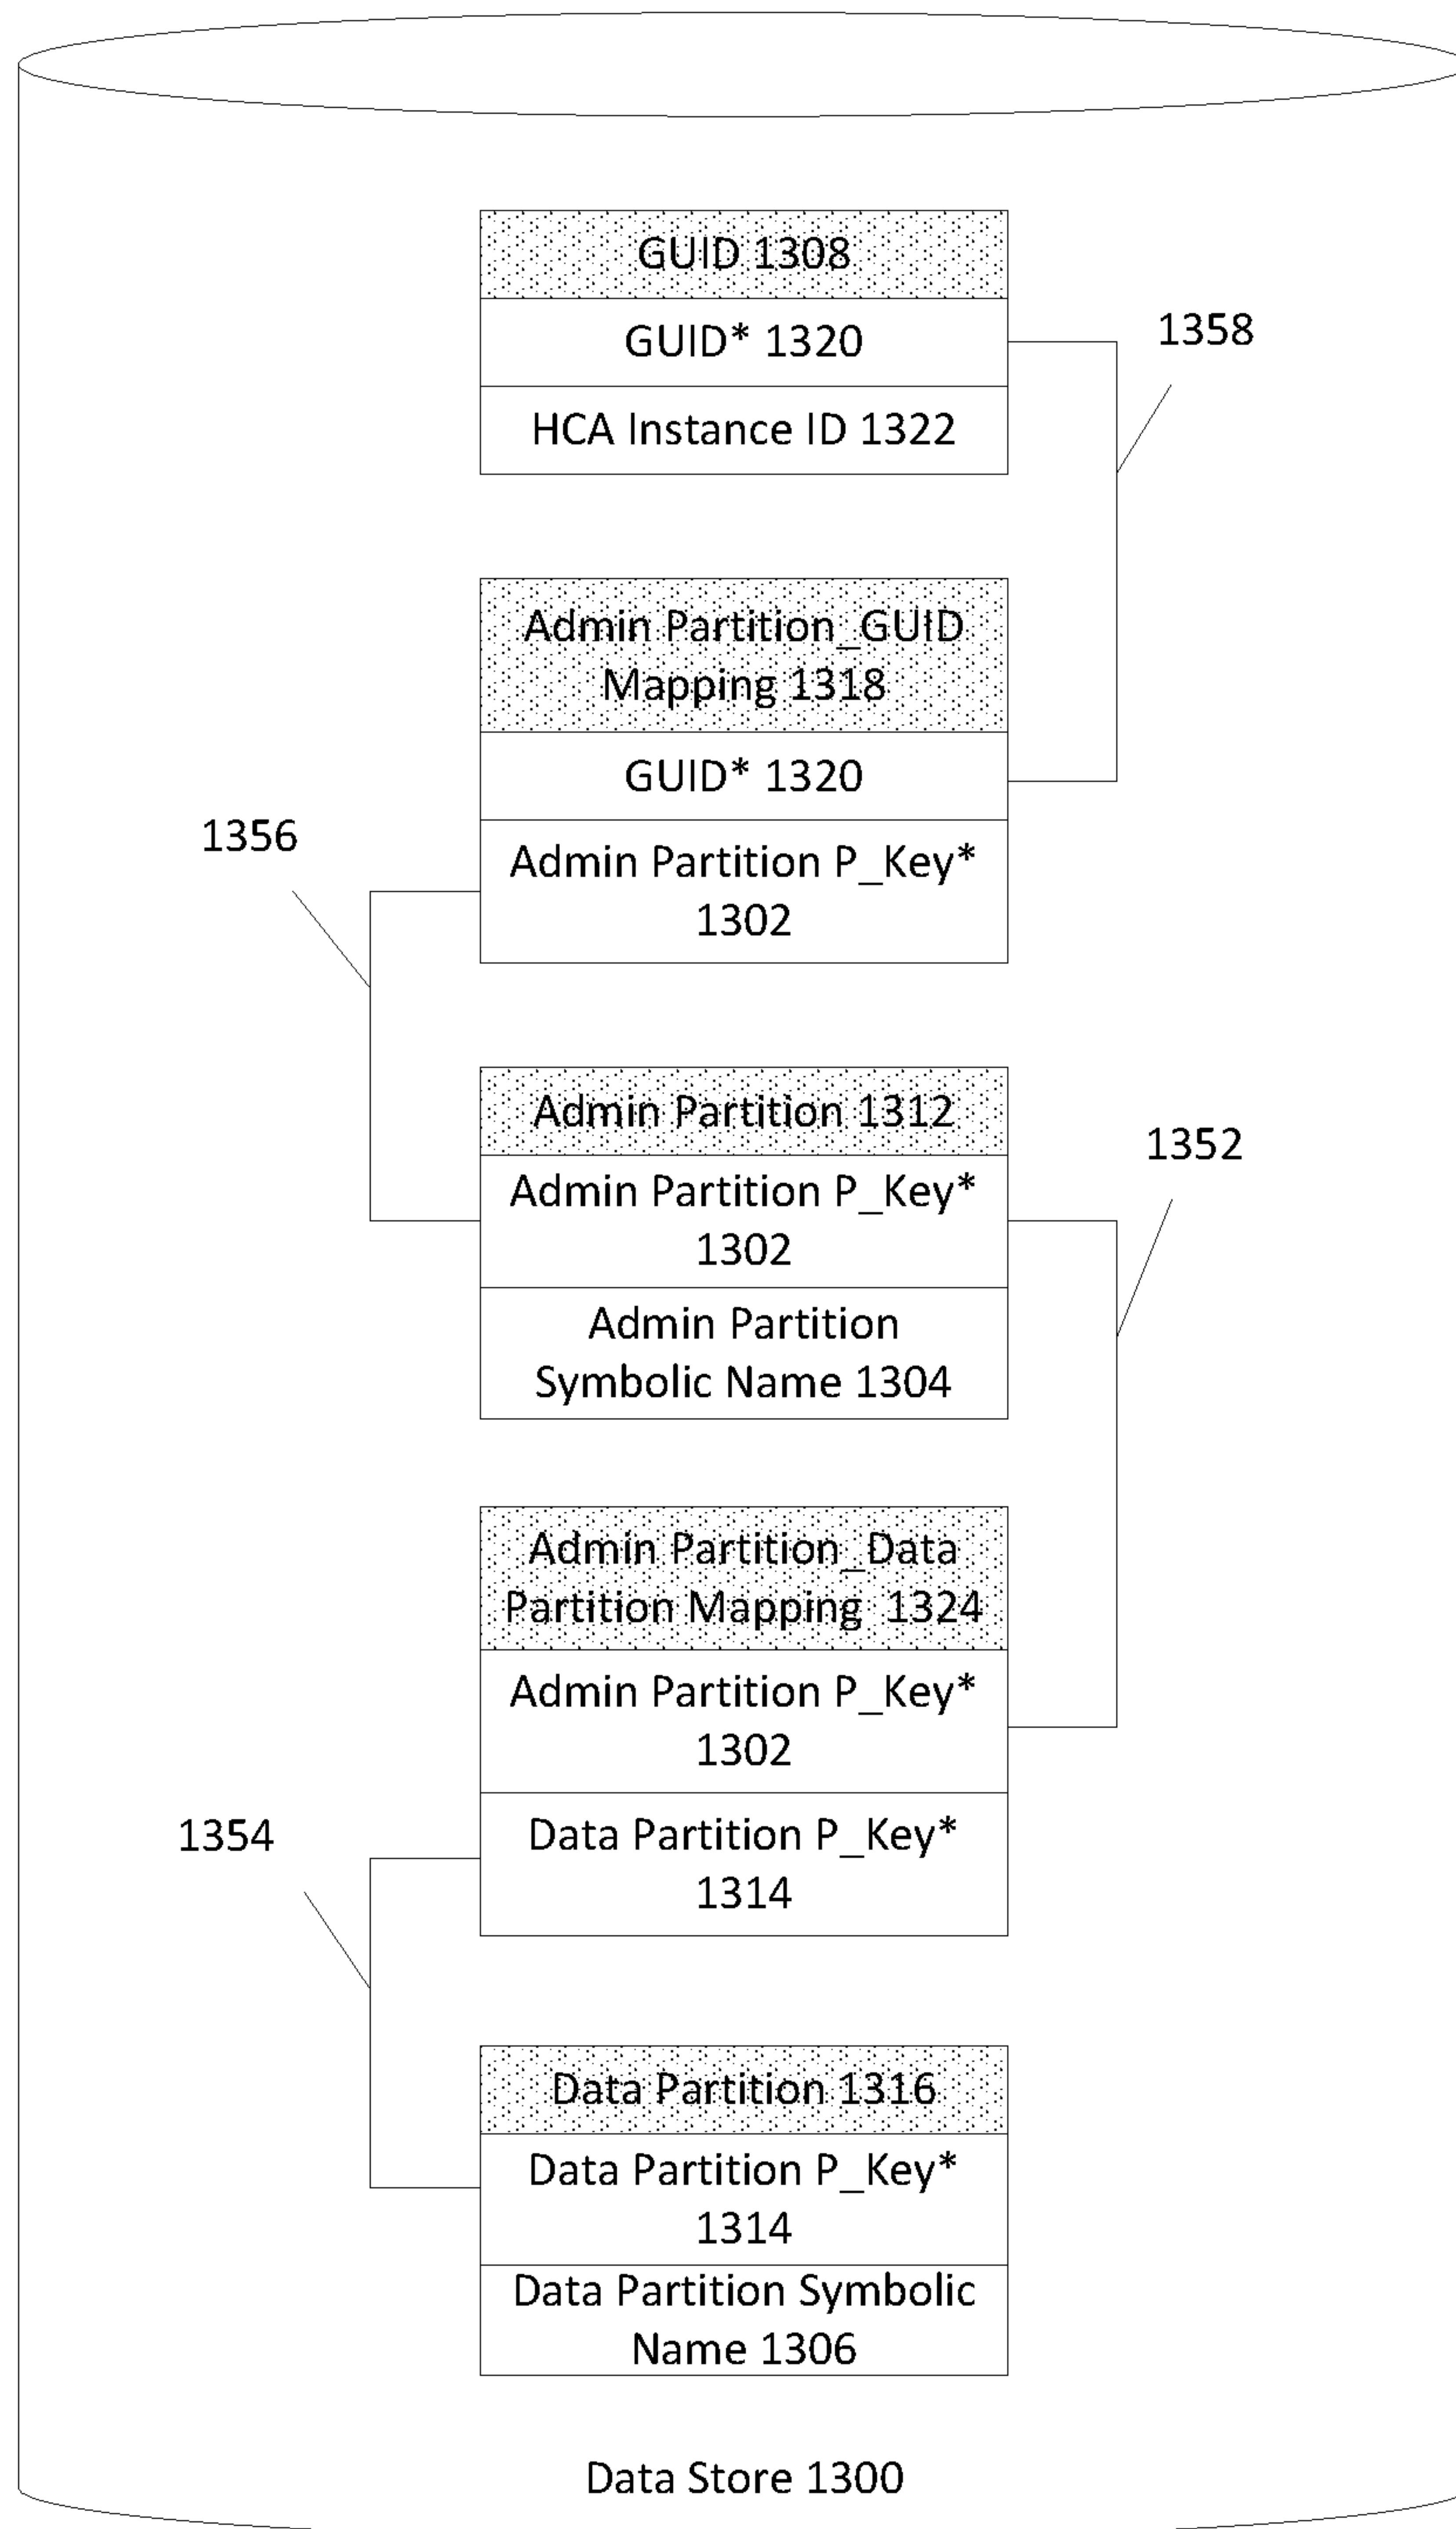 GUID 1308
GUID* 1320
1358
HCA Instance ID 1322
Admin Partition_GUID
Mapping 1318
GUID* 1320
1356
Admin Partition P_Key*
1302
Admin Partition 1312
1352
Admin Partition P_Key*
1302
Admin Partition
Symbolic Name 1304
Admin Partition_Data
Partition Mapping 1324
Admin Partition P_Key*
1302
1354
Data Partition P_Key*
1314
Data Partition 1316
Data Partition P_Key*
1314
Data Partition Symbolic
Name 1306
Data Store 1300